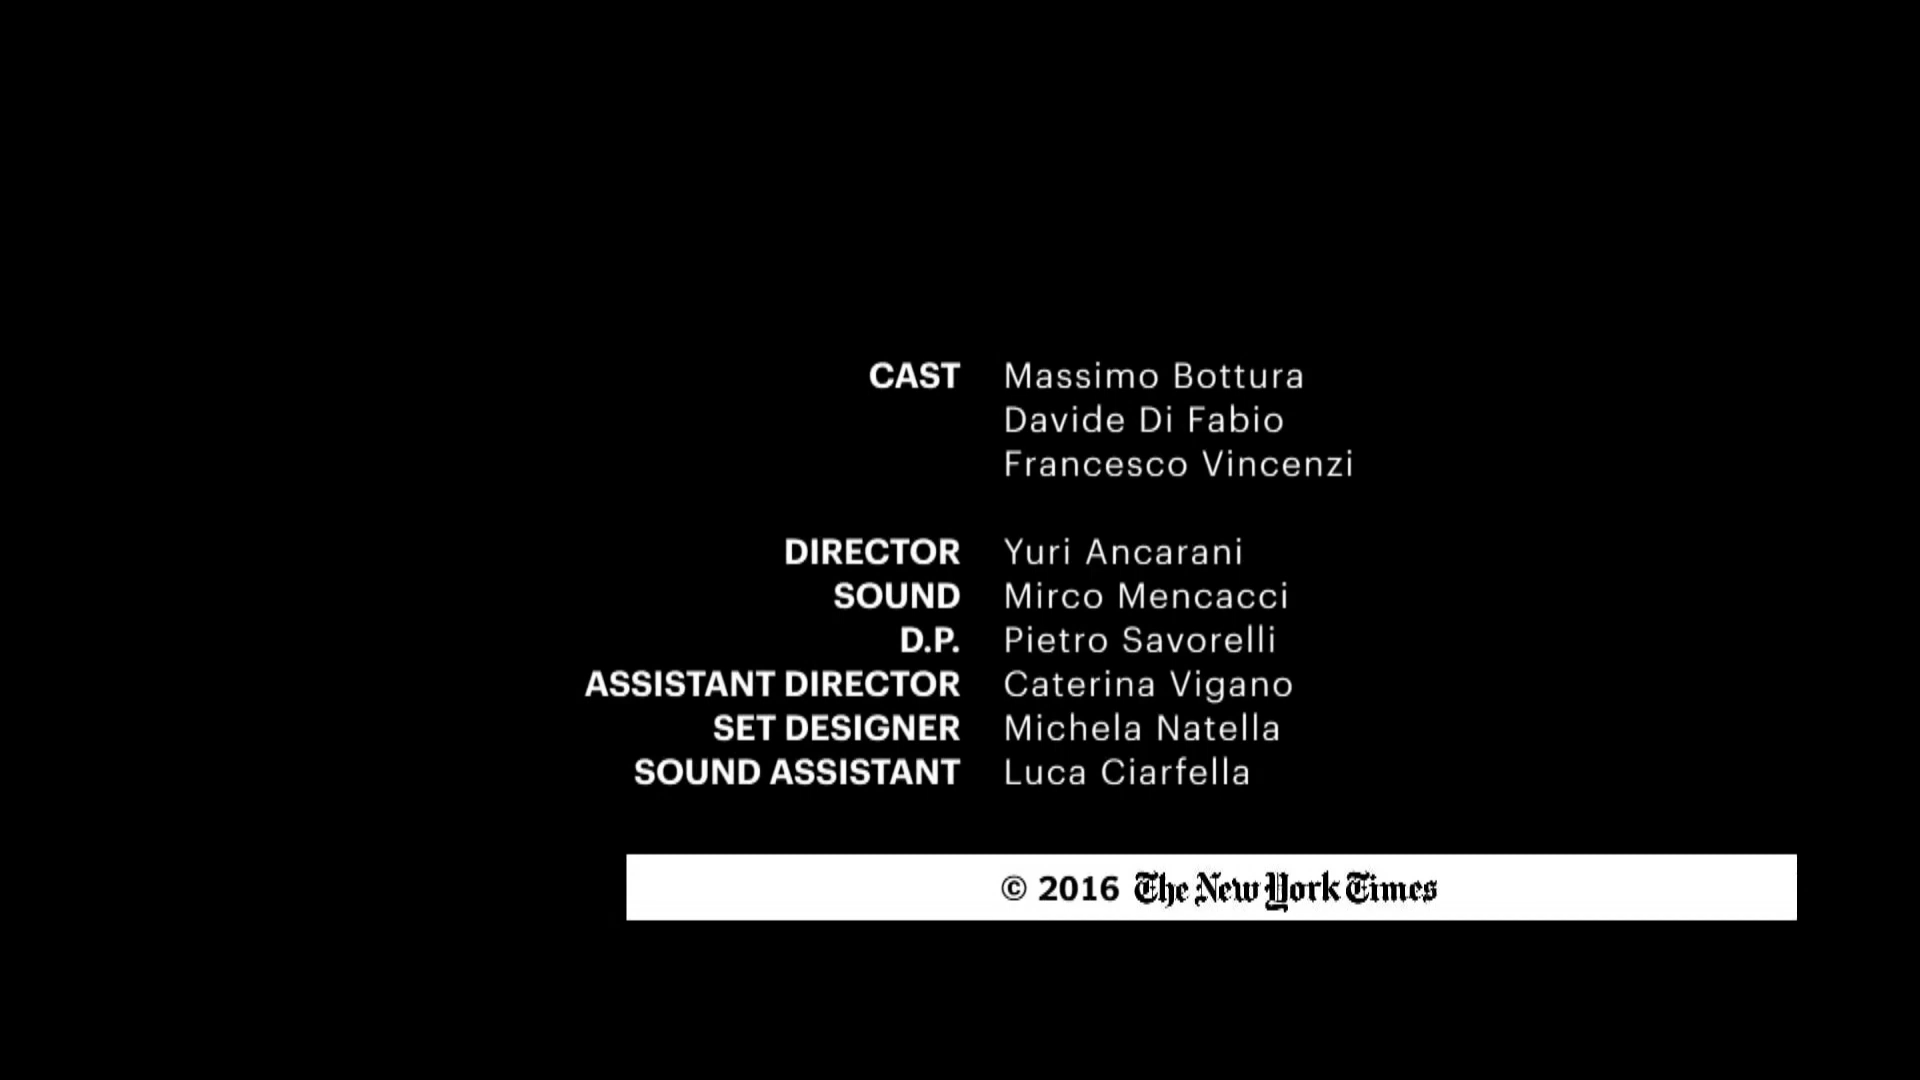 CAST Massimo Bottura
Davide Di Fabio
Francesco Vincenzi
DIRECTOR Yuri Ancarani
SOUND Mirco Mencacci
D.P. Pietro Savorelli
ASSISTANT DIRECTOR Caterina Vigano
SET DESIGNER Michela Natella
SOUND ASSISTANT Luca Ciarfella
© 2016 The New York Times